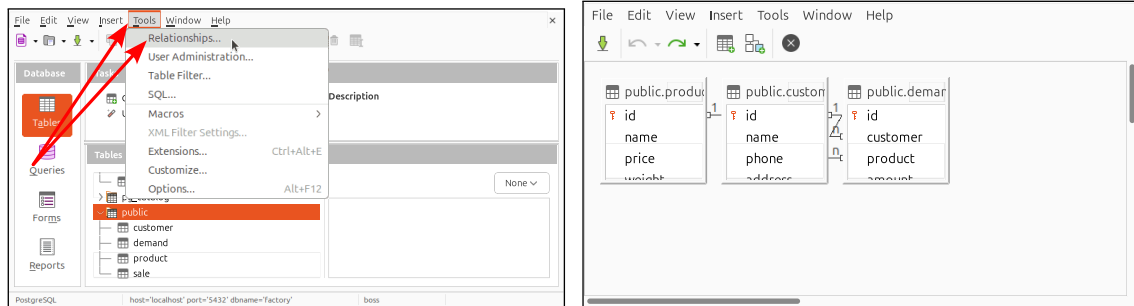 File Edit View Insert Tools Window Help
Relationships...
User Administration...
Table Filter...
SQL...
Macros
XML Filter Settings...
Extensions... Ctrl+Alt+E
Customize...
Options... Alt+F12
Database
Tables
Queries
Forms
Reports
Description
Tables
None
public
customer
demand
product
sale
PostgreSQL host='localhost' port='5432' dbname='factory' boss
File Edit View Insert Tools Window Help
public.produc public.custom public.demar
1 1
id id id
name name customer
n
price phone product
n
weight address amount